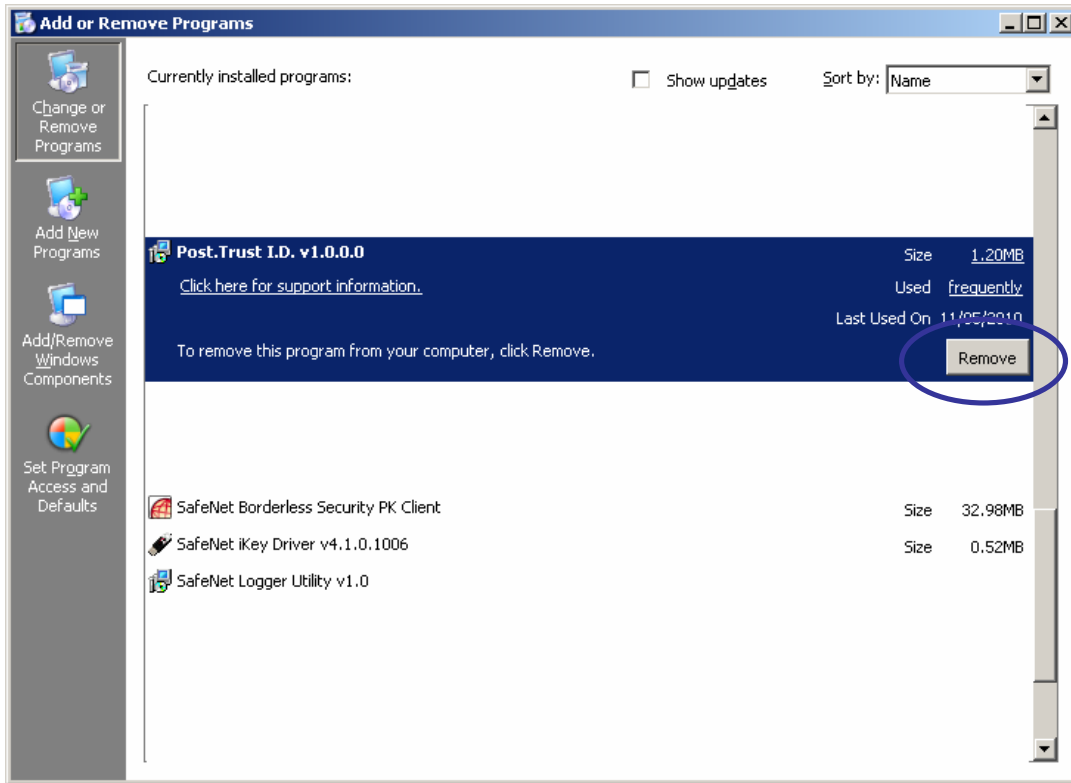 Add or Remove Programs
Currently installed programs:
Show updates
Sort by: Name
Change or
Remove
Programs
Add New
Programs
Add/Remove
Windows
Components
Set Program
Access and
Defaults
Post.Trust I.D. v1.0.0.0 Size 1.20MB
Click here for support information. Used frequently
Last Used On 11/05/2010
To remove this program from your computer, click Remove. Remove
SafeNet Borderless Security PK Client Size 32.98MB
SafeNet iKey Driver v4.1.0.1006 Size 0.52MB
SafeNet Logger Utility v1.0